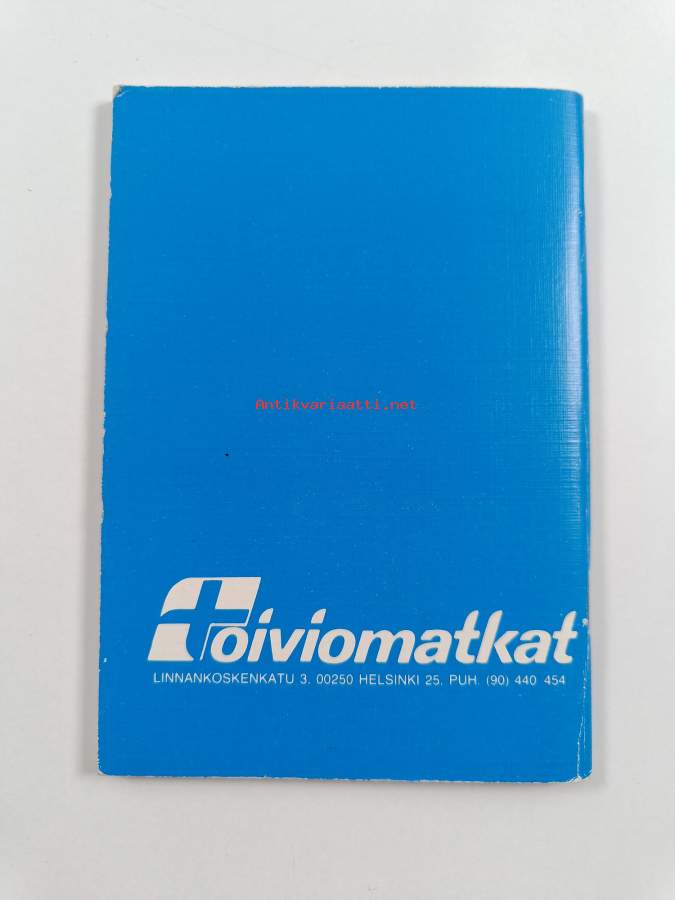 Antikvariaatti.net
Toiviomatkat
LINNANKOSKENKATU 3. 00250 HELSINKI 25. PUH. (90) 440 454